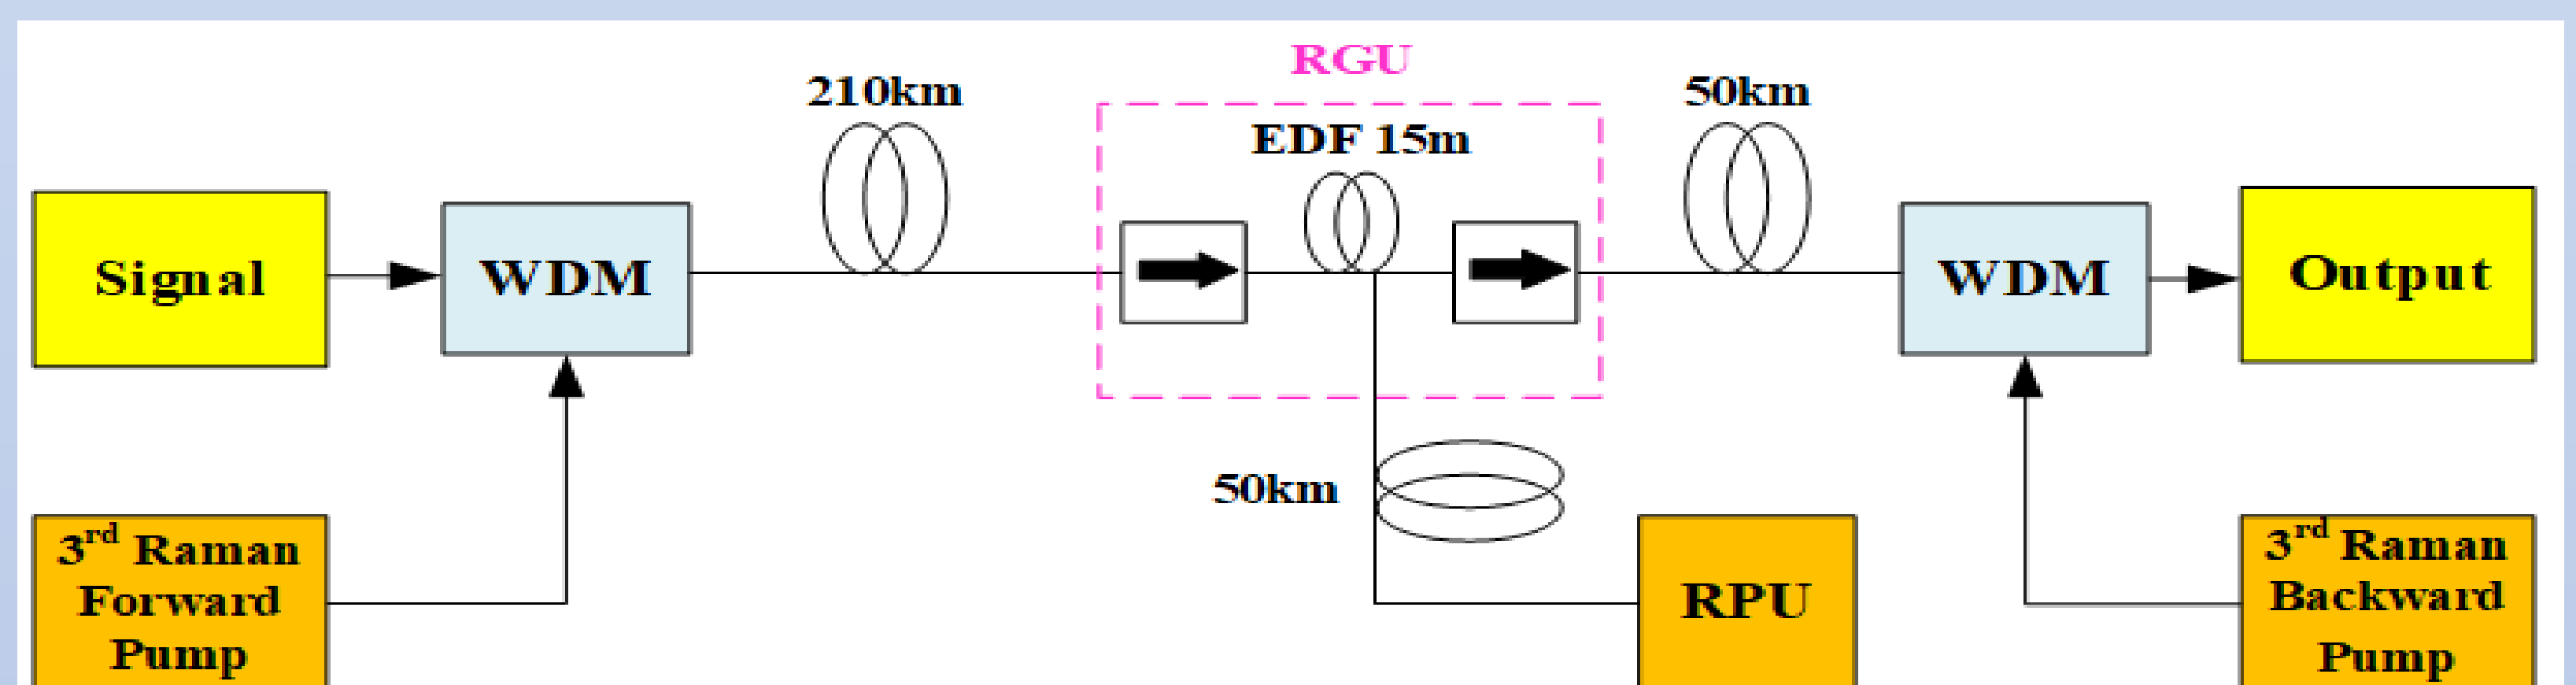 RGU
210km
50km
EDF 15m
Signal
WDM
WDM
Output
50km
3rd Raman
Forward
Pump
RPU
3rd Raman
Backward
Pump